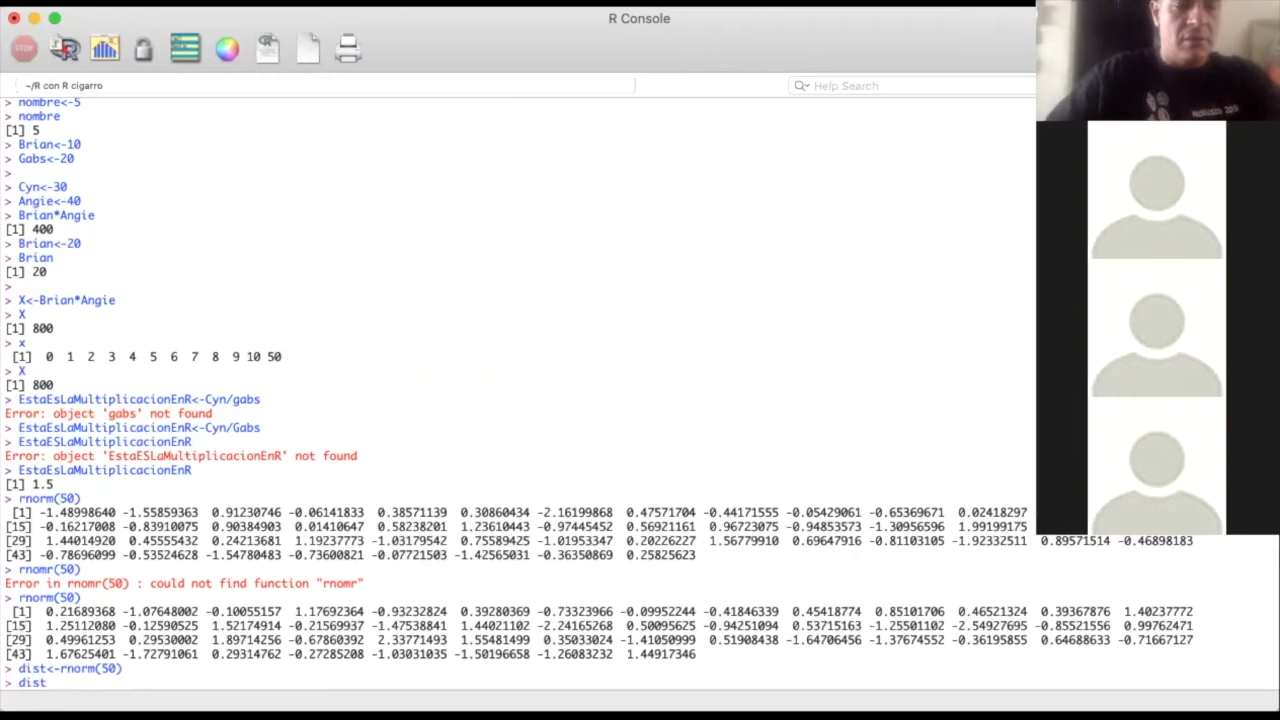 R Console
STOP
~/R con R cigarro
Help Search
> nombre<-5
> nombre
[1] 5
> Brian<-10
> Gabs<-20
>
> Cyn<-30
> Angie<-40
> Brian*Angie
[1] 400
> Brian<-20
> Brian
[1] 20
>
> X<-Brian*Angie
> X
[1] 800
> x
[1] 0 1 2 3 4 5 6 7 8 9 10 50
> X
[1] 800
> EstaEsLaMultiplicacionEnR<-Cyn/gabs
Error: object 'gabs' not found
> EstaEsLaMultiplicacionEnR<-Cyn/Gabs
> EstaESLaMultiplicacionEnR
Error: object 'EstaESLaMultiplicacionEnR' not found
> EstaEsLaMultiplicacionEnR
[1] 1.5
> rnorm(50)
[1] -1.48998640 -1.55859363 0.91230746 -0.06141833 0.38571139 0.30860434 -2.16199868 0.47571704 -0.44171555 -0.05429061 -0.65369671 0.02418297
[15] -0.16217008 -0.83910075 0.90384903 0.01410647 0.58238201 1.23610443 -0.97445452 0.56921161 0.96723075 -0.94853573 -1.30956596 1.99199175
[29] 1.44014920 0.45555432 0.24213681 1.19237773 -1.03179542 0.75589425 -1.01953347 0.20226227 1.56779910 0.69647916 -0.81103105 -1.92332511 0.89571514 -0.46898183
[43] -0.78696099 -0.53524628 -1.54780483 -0.73600821 -0.07721503 -1.42565031 -0.36350869 0.25825623
> rnomr(50)
Error in rnomr(50) : could not find function "rnomr"
> rnorm(50)
[1] 0.21689368 -1.07648002 -0.10055157 1.17692364 -0.93232824 0.39280369 -0.73323966 -0.09952244 -0.41846339 0.45418774 0.85101706 0.46521324 0.39367876 1.40237772
[15] 1.25112080 -0.12590525 1.52174914 -0.21569937 -1.47538841 1.44021102 -2.24165268 0.50095625 -0.94251094 0.53715163 -1.25501102 -2.54927695 -0.85521556 0.99762471
[29] 0.49961253 0.29530002 1.89714256 -0.67860392 2.33771493 1.55481499 0.35033024 -1.41050999 0.51908438 -1.64706456 -1.37674552 -0.36195855 0.64688633 -0.71667127
[43] 1.67625401 -1.72791061 0.29314762 -0.27285208 -1.03031035 -1.50196658 -1.26083232 1.44917346
> dist<-rnorm(50)
> dist